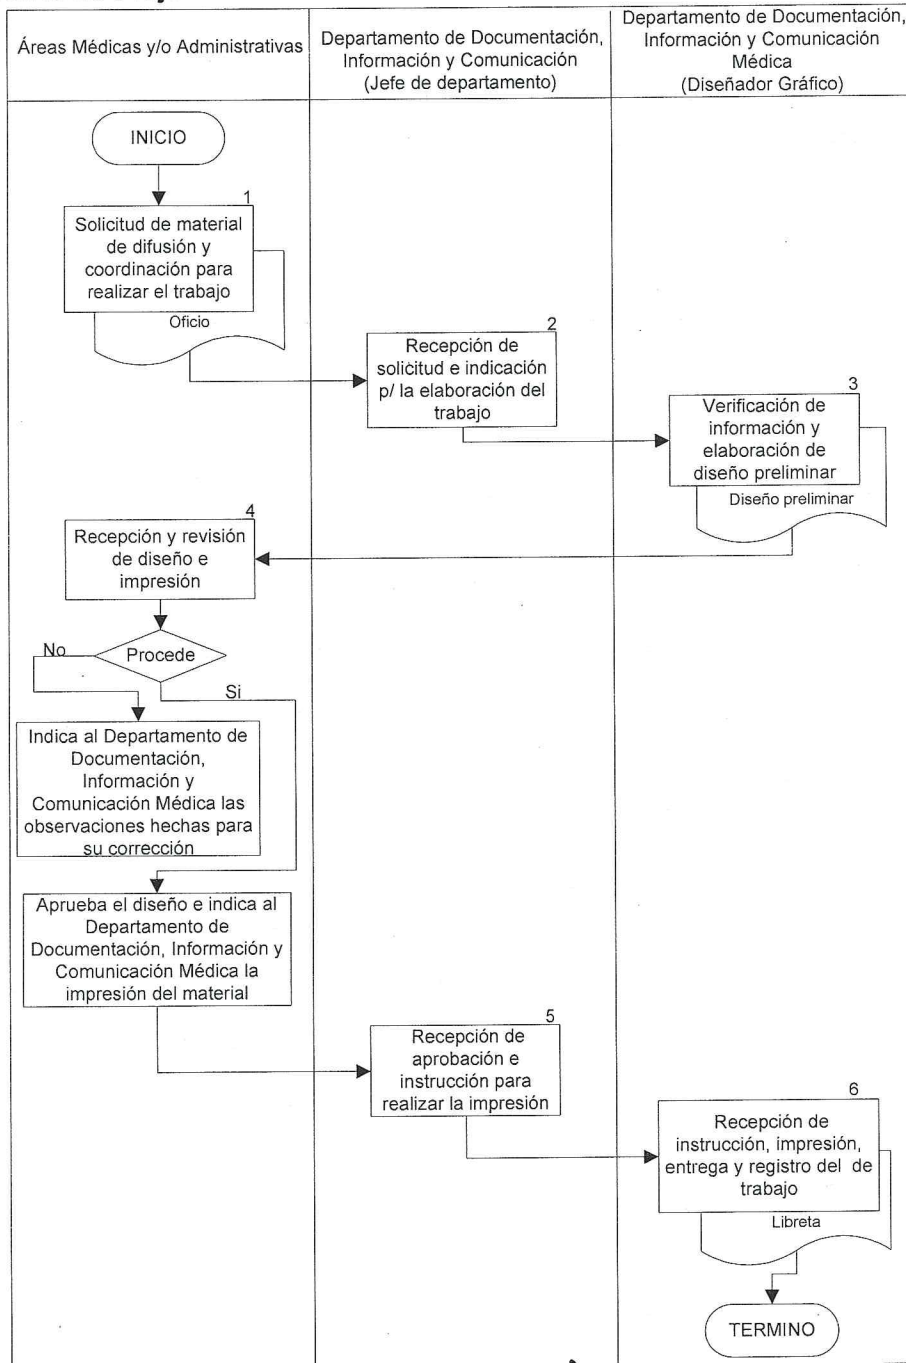 Áreas Médicas y/o Administrativas
Departamento de Documentación,
Información y Comunicación
(Jefe de departamento)
Departamento de Documentación,
Información y Comunicación
Médica
(Diseñador Gráfico)
INICIO
1
Solicitud de material
de difusión y
coordinación para
realizar el trabajo
Oficio
2
Recepción de
solicitud e indicación
p/ la elaboración del
trabajo
3
Verificación de
información y
elaboración de
diseño preliminar
Diseño preliminar
4
Recepción y revisión
de diseño e
impresión
Procede
No
Si
Indica al Departamento de
Documentación,
Información y
Comunicación Médica las
observaciones hechas para
su corrección
Aprueba el diseño e indica al
Departamento de
Documentación, Información y
Comunicación Médica la
impresión del material
5
Recepción de
aprobación e
instrucción para
realizar la impresión
6
Recepción de
instrucción, impresión,
entrega y registro del de
trabajo
Libreta
TERMINO